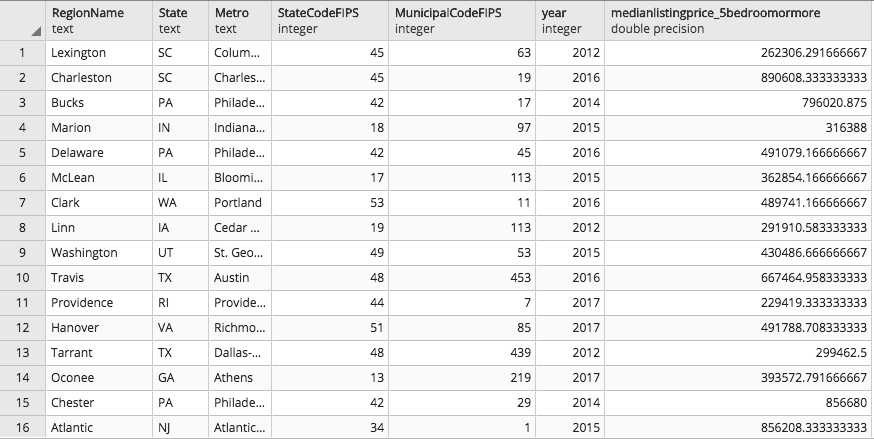 RegionName State Metro StateCodeFIPS MunicipalCodeFIPS year medianlistingprice_5bedroomormore
text text text integer integer integer double precision
1 Lexington SC Colum... 45 63 2012 262306.291666667
2 Charleston SC Charles... 45 19 2016 890608.333333333
3 Bucks PA Philade... 42 17 2014 796020.875
4 Marion IN Indiana... 18 97 2015 316388
5 Delaware PA Philade... 42 45 2016 491079.166666667
6 McLean IL Bloomi... 17 113 2015 362854.166666667
7 Clark WA Portland 53 11 2016 489741.166666667
8 Linn IA Cedar ... 19 113 2012 291910.583333333
9 Washington UT St. Geo... 49 53 2015 430486.666666667
10 Travis TX Austin 48 453 2016 667464.958333333
11 Providence RI Provide... 44 7 2017 229419.333333333
12 Hanover VA Richmo... 51 85 2017 491788.708333333
13 Tarrant TX Dallas-... 48 439 2012 299462.5
14 Oconee GA Athens 13 219 2017 393572.791666667
15 Chester PA Philade... 42 29 2014 856680
16 Atlantic NJ Atlantic... 34 1 2015 856208.333333333